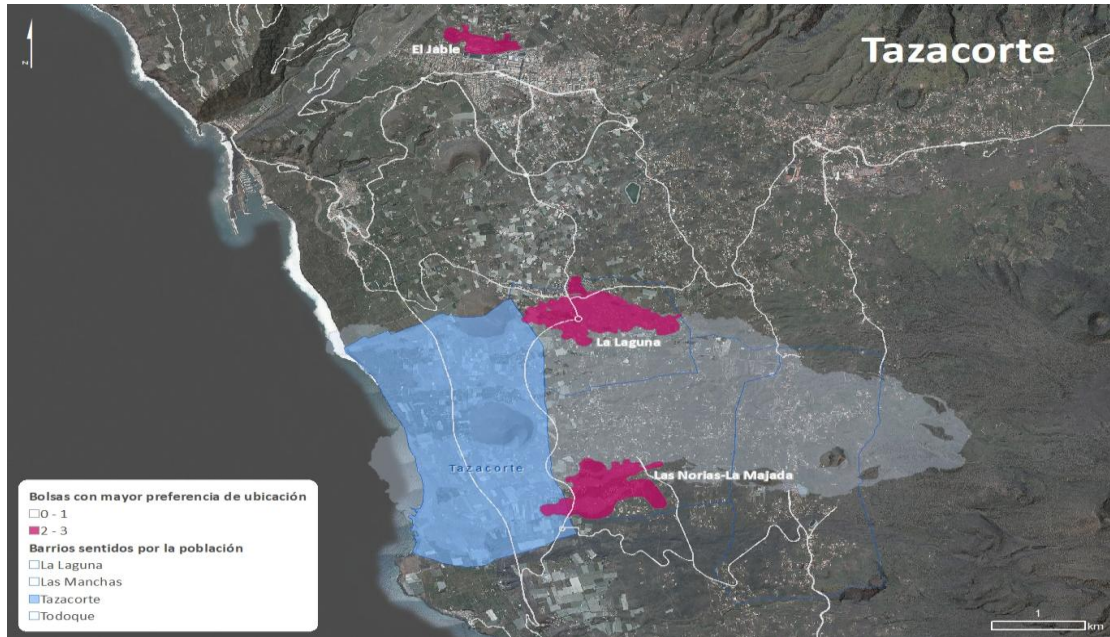 Tazacorte
El Jable
z
La Laguna
Tazacorte
Las Norias-La Majada
Bolsas con mayor preferencia de ubicación
0 - 1
2 - 3
Barrios sentidos por la población
La Laguna
Las Manchas
Tazacorte
Todoque
1
km